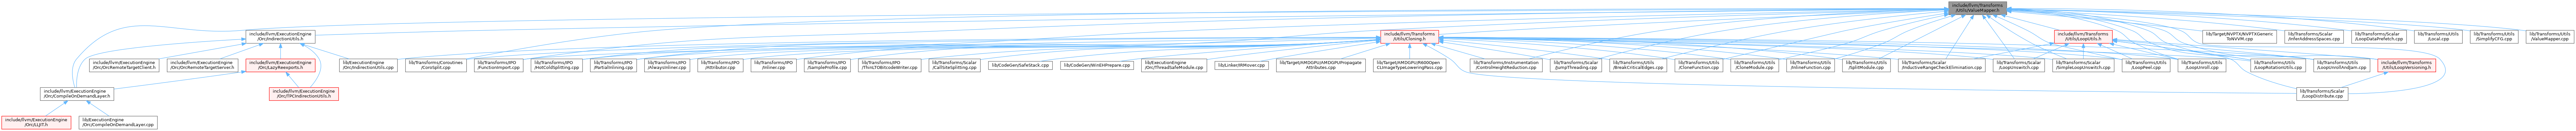 include/llvm/Transforms
/Utils/ValueMapper.h
include/llvm/ExecutionEngine
/Orc/IndirectionUtils.h
include/llvm/Transforms
/Utils/Cloning.h
include/llvm/Transforms
/Utils/LoopUtils.h
lib/Target/NVPTX/NVPTXGeneric
ToNVVM.cpp
lib/Transforms/Scalar
/InferAddressSpaces.cpp
lib/Transforms/Scalar
/LoopDataPrefetch.cpp
lib/Transforms/Utils
/Local.cpp
lib/Transforms/Utils
/SimplifyCFG.cpp
lib/Transforms/Utils
/ValueMapper.cpp
include/llvm/ExecutionEngine
/Orc/OrcRemoteTargetClient.h
include/llvm/ExecutionEngine
/Orc/OrcRemoteTargetServer.h
include/llvm/ExecutionEngine
/Orc/LazyReexports.h
lib/ExecutionEngine
/Orc/IndirectionUtils.cpp
lib/Transforms/Coroutines
/CoroSplit.cpp
lib/Transforms/IPO
/FunctionImport.cpp
lib/Transforms/IPO
/HotColdSplitting.cpp
lib/Transforms/IPO
/PartialInlining.cpp
lib/Transforms/IPO
/AlwaysInliner.cpp
lib/Transforms/IPO
/Attributor.cpp
lib/Transforms/IPO
/Inliner.cpp
lib/Transforms/IPO
/SampleProfile.cpp
lib/Transforms/IPO
/ThinLTOBitcodeWriter.cpp
lib/Transforms/Scalar
/CallSiteSplitting.cpp
lib/CodeGen/SafeStack.cpp
lib/CodeGen/WinEHPrepare.cpp
lib/ExecutionEngine
/Orc/ThreadSafeModule.cpp
lib/Linker/IRMover.cpp
lib/Target/AMDGPU/AMDGPUPropagate
Attributes.cpp
lib/Target/AMDGPU/R600Open
CLImageTypeLoweringPass.cpp
lib/Transforms/Instrumentation
/ControlHeightReduction.cpp
lib/Transforms/Scalar
/JumpThreading.cpp
lib/Transforms/Utils
/BreakCriticalEdges.cpp
lib/Transforms/Utils
/CloneFunction.cpp
lib/Transforms/Utils
/CloneModule.cpp
lib/Transforms/Utils
/InlineFunction.cpp
lib/Transforms/Utils
/SplitModule.cpp
lib/Transforms/Scalar
/InductiveRangeCheckElimination.cpp
lib/Transforms/Scalar
/LoopUnswitch.cpp
lib/Transforms/Scalar
/SimpleLoopUnswitch.cpp
lib/Transforms/Utils
/LoopPeel.cpp
lib/Transforms/Utils
/LoopUnroll.cpp
lib/Transforms/Utils
/LoopRotationUtils.cpp
lib/Transforms/Utils
/LoopUnrollAndJam.cpp
include/llvm/Transforms
/Utils/LoopVersioning.h
include/llvm/ExecutionEngine
/Orc/CompileOnDemandLayer.h
include/llvm/ExecutionEngine
/Orc/TPCIndirectionUtils.h
lib/Transforms/Scalar
/LoopDistribute.cpp
include/llvm/ExecutionEngine
/Orc/LLJIT.h
lib/ExecutionEngine
/Orc/CompileOnDemandLayer.cpp